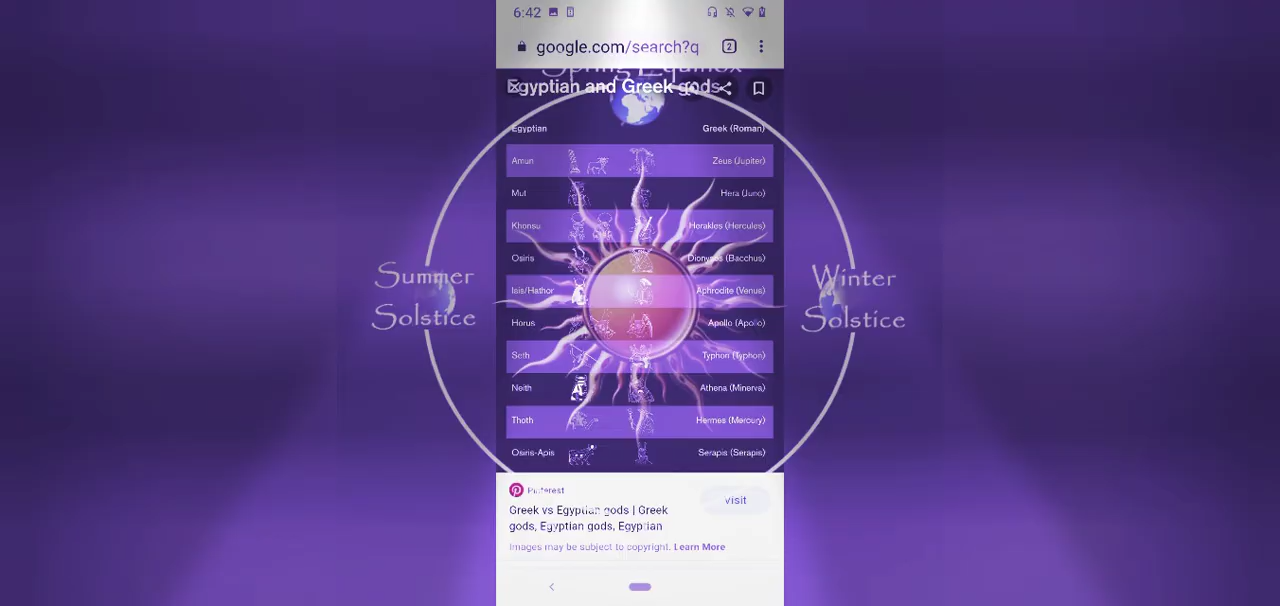 6:42
google.com/search?q
2
Spring Equinox
Egyptian and Greek gods
Egyptian Greek (Roman)
Amun Zeus (Jupiter)
Mut Hera (Juno)
Khonsu Herakles (Hercules)
Osiris Dionysos (Bacchus)
Isis/Hathor Aphrodite (Venus)
Horus Apollo (Apollo)
Seth Typhon (Typhon)
Neith Athena (Minerva)
Thoth Hermes (Mercury)
Osiris-Apis Serapis (Serapis)
Summer
Solstice
Winter
Solstice
Pinterest
Greek vs Egyptian gods | Greek
gods, Egyptian gods, Egyptian
Visit
Images may be subject to copyright. Learn More